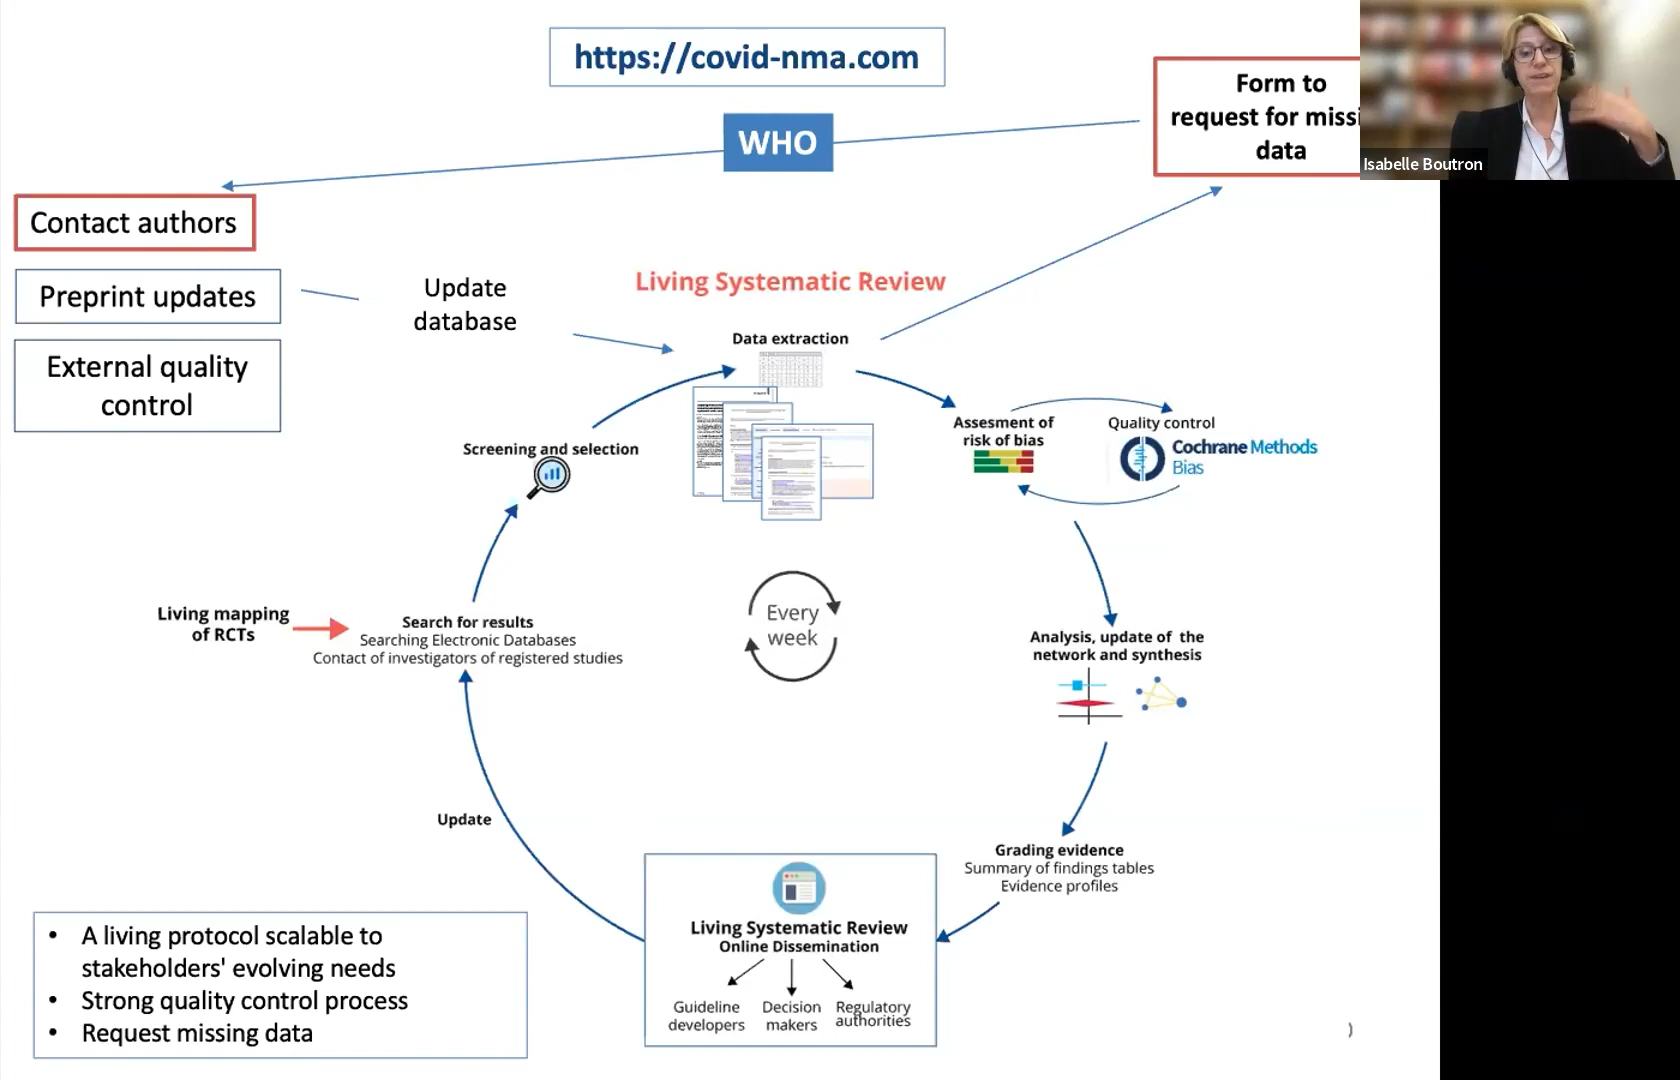 https://covid-nma.com
WHO
Form to
request for missi
data
Isabelle Boutron
Contact authors
Preprint updates
External quality
control
Update
database
Living Systematic Review
Data extraction
Screening and selection
Assesment of
risk of bias
Quality control
Cochrane Methods
Bias
Every
week
Living mapping
of RCTs
Search for results
Searching Electronic Databases
Contact of investigators of registered studies
Analysis, update of the
network and synthesis
Update
Grading evidence
Summary of findings tables
Evidence profiles
Living Systematic Review
Online Dissemination
Guideline
developers
Decision
makers
Regulatory
authorities
• A living protocol scalable to
stakeholders' evolving needs
• Strong quality control process
• Request missing data
)